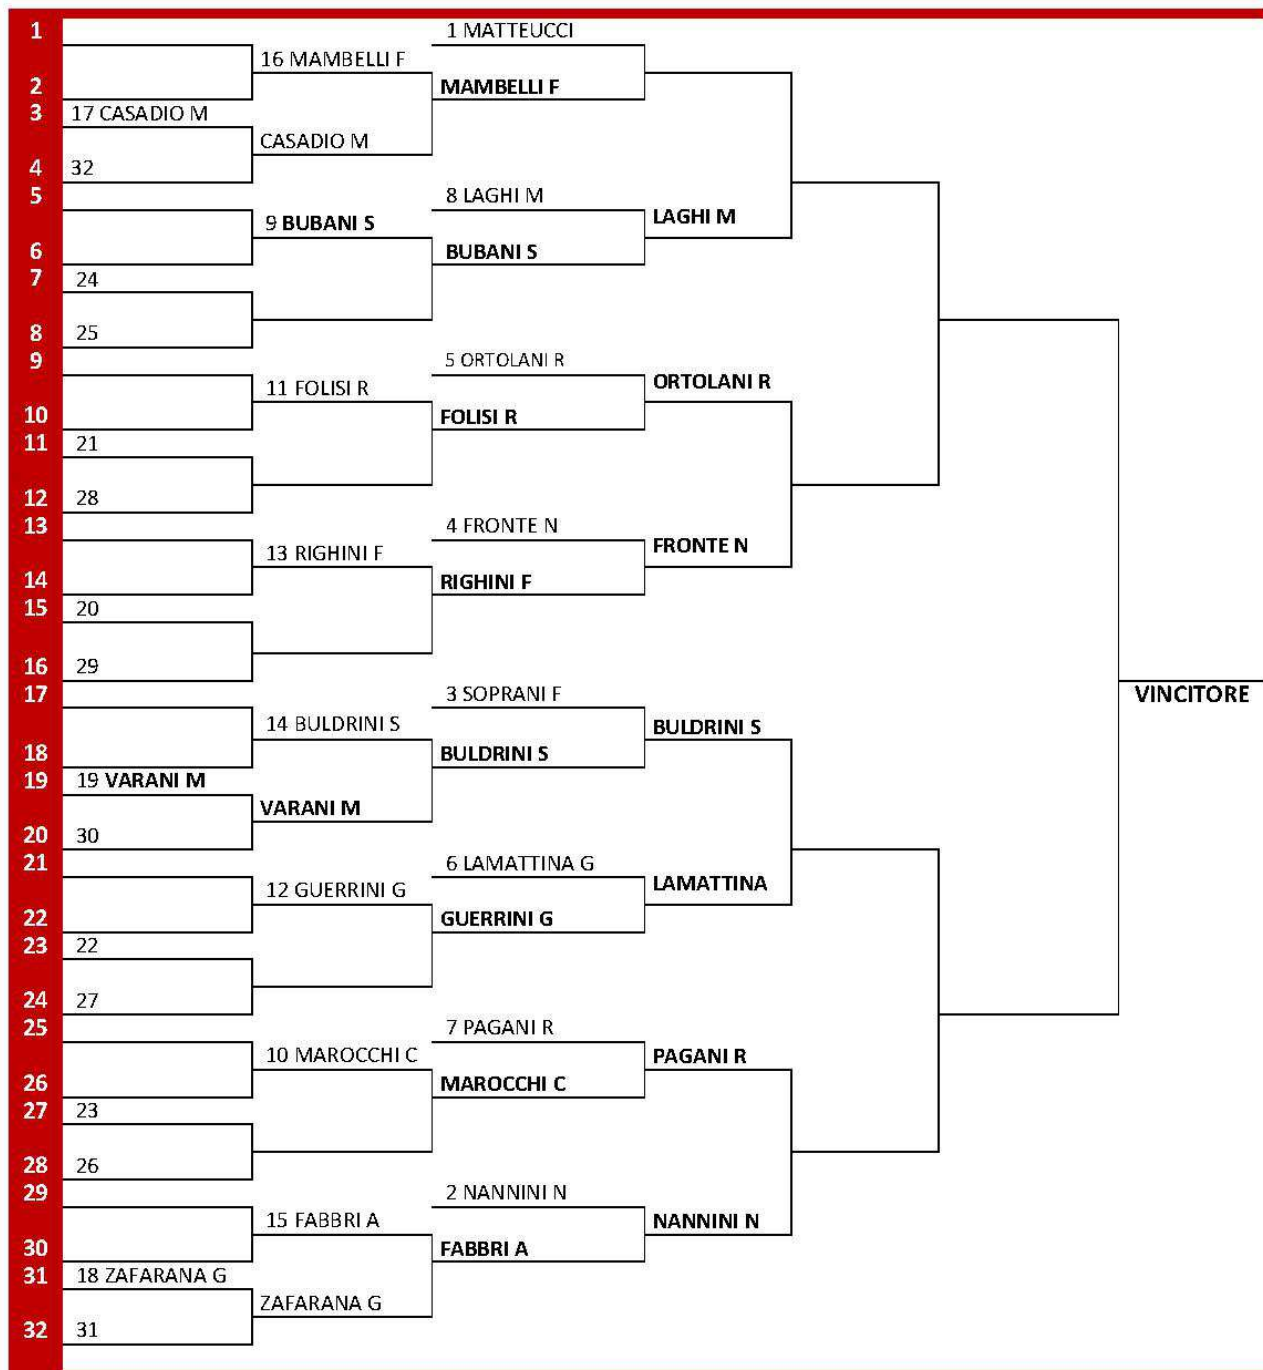 1
1 MATTEUCCI
16 MAMBELLI F
2
MAMBELLI F
3
17 CASADIO M
CASADIO M
4
32
5
8 LAGHI M
9 BUBANI S
LAGHI M
6
BUBANI S
7
24
8
25
9
5 ORTOLANI R
ORTOLANI R
11 FOLISI R
10
FOLISI R
11
21
12
28
13
4 FRONTE N
FRONTE N
13 RIGHINI F
14
RIGHINI F
15
20
16
29
17
3 SOPRANI F
VINCITORE
14 BULDRINI S
BULDRINI S
18
BULDRINI S
19
19 VARANI M
VARANI M
20
30
21
6 LAMATTINA G
12 GUERRINI G
LAMATTINA
22
GUERRINI G
23
22
24
27
25
7 PAGANI R
10 MAROCCHI C
PAGANI R
26
MAROCCHI C
27
23
28
26
29
2 NANNINI N
15 FABBRI A
NANNINI N
30
FABBRI A
31
18 ZAFARANA G
ZAFARANA G
32
31